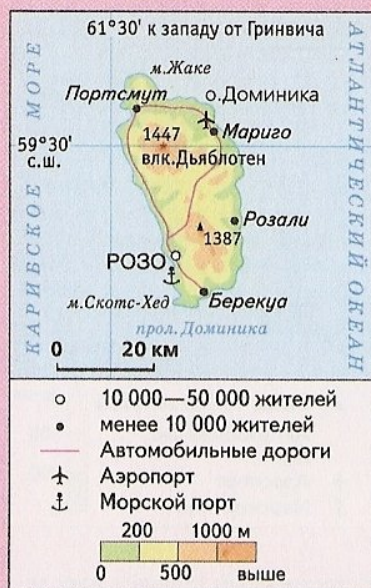 61°30' к западу от Гринвича
КАРИБСКОЕ МОРЕ
АТЛАНТИЧЕСКИЙ ОКЕАН
м.Жаке
Портсмут
о.Доминика
59°30'
с.ш.
1447
Мариго
влк.Дьяблотен
Розали
1387
РОЗО
м.Скотс-Хед
Берекуа
прол. Доминика
0 20 км
10 000—50 000 жителей
менее 10 000 жителей
Автомобильные дороги
Аэропорт
Морской порт
200 1000 м
0 500 выше